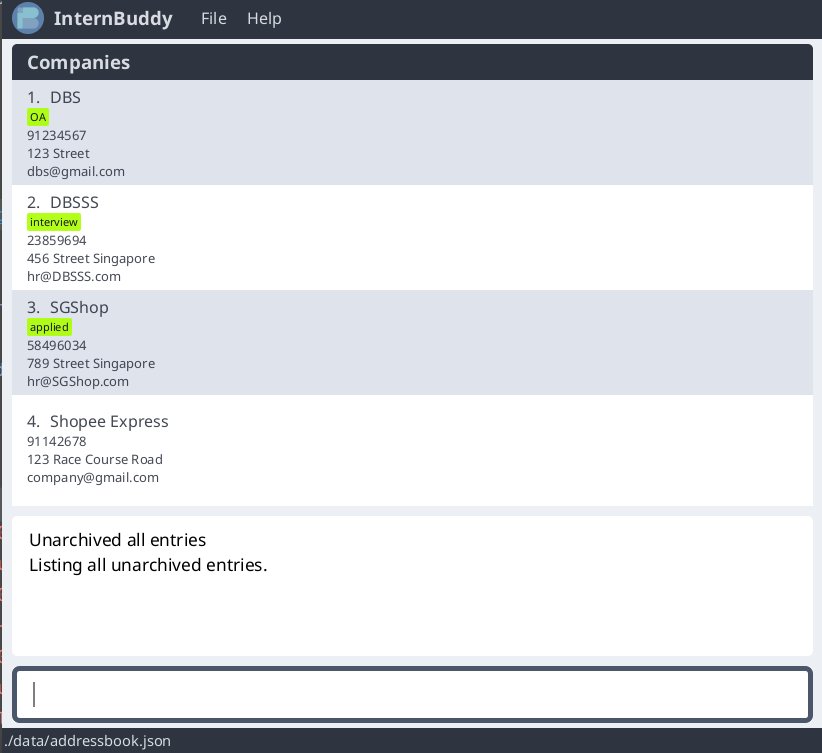 InternBuddy File Help
Companies
1. DBS
OA
91234567
123 Street
dbs@gmail.com
2. DBSSS
interview
23859694
456 Street Singapore
hr@DBSSS.com
3. SGShop
applied
58496034
789 Street Singapore
hr@SGShop.com
4. Shopee Express
91142678
123 Race Course Road
company@gmail.com
Unarchived all entries
Listing all unarchived entries.
./data/addressbook.json